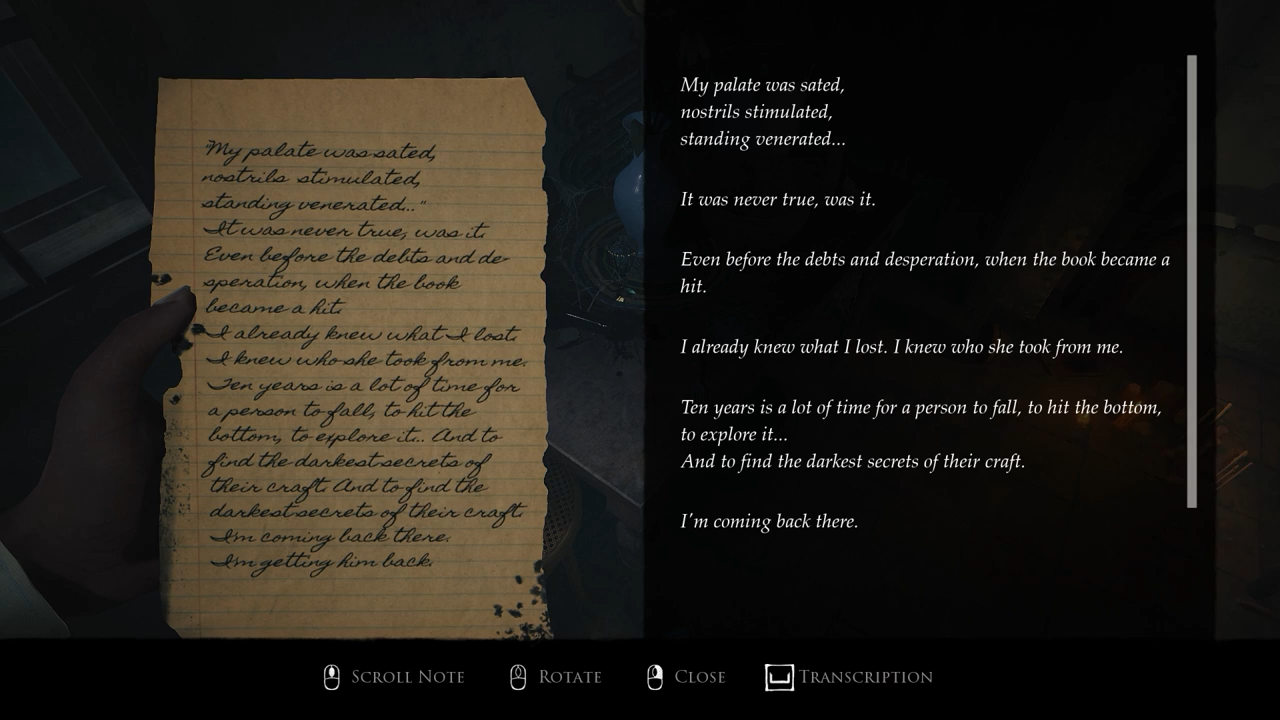 "My palate was sated,
nostrils stimulated,
standing venerated..."
It was never true, was it.
Even before the debts and de-
speration, when the book
became a hit.
I already knew what I lost.
I knew who she took from me.
Ten years is a lot of time for
a person to fall, to hit the
bottom, to explore it... And to
find the darkest secrets of
their craft. And to find the
darkest secrets of their craft.
I'm coming back there.
I'm getting him back.
My palate was sated,
nostrils stimulated,
standing venerated...
It was never true, was it.
Even before the debts and desperation, when the book became a
hit.
I already knew what I lost. I knew who she took from me.
Ten years is a lot of time for a person to fall, to hit the bottom,
to explore it...
And to find the darkest secrets of their craft.
I'm coming back there.
SCROLL NOTE ROTATE CLOSE TRANSCRIPTION